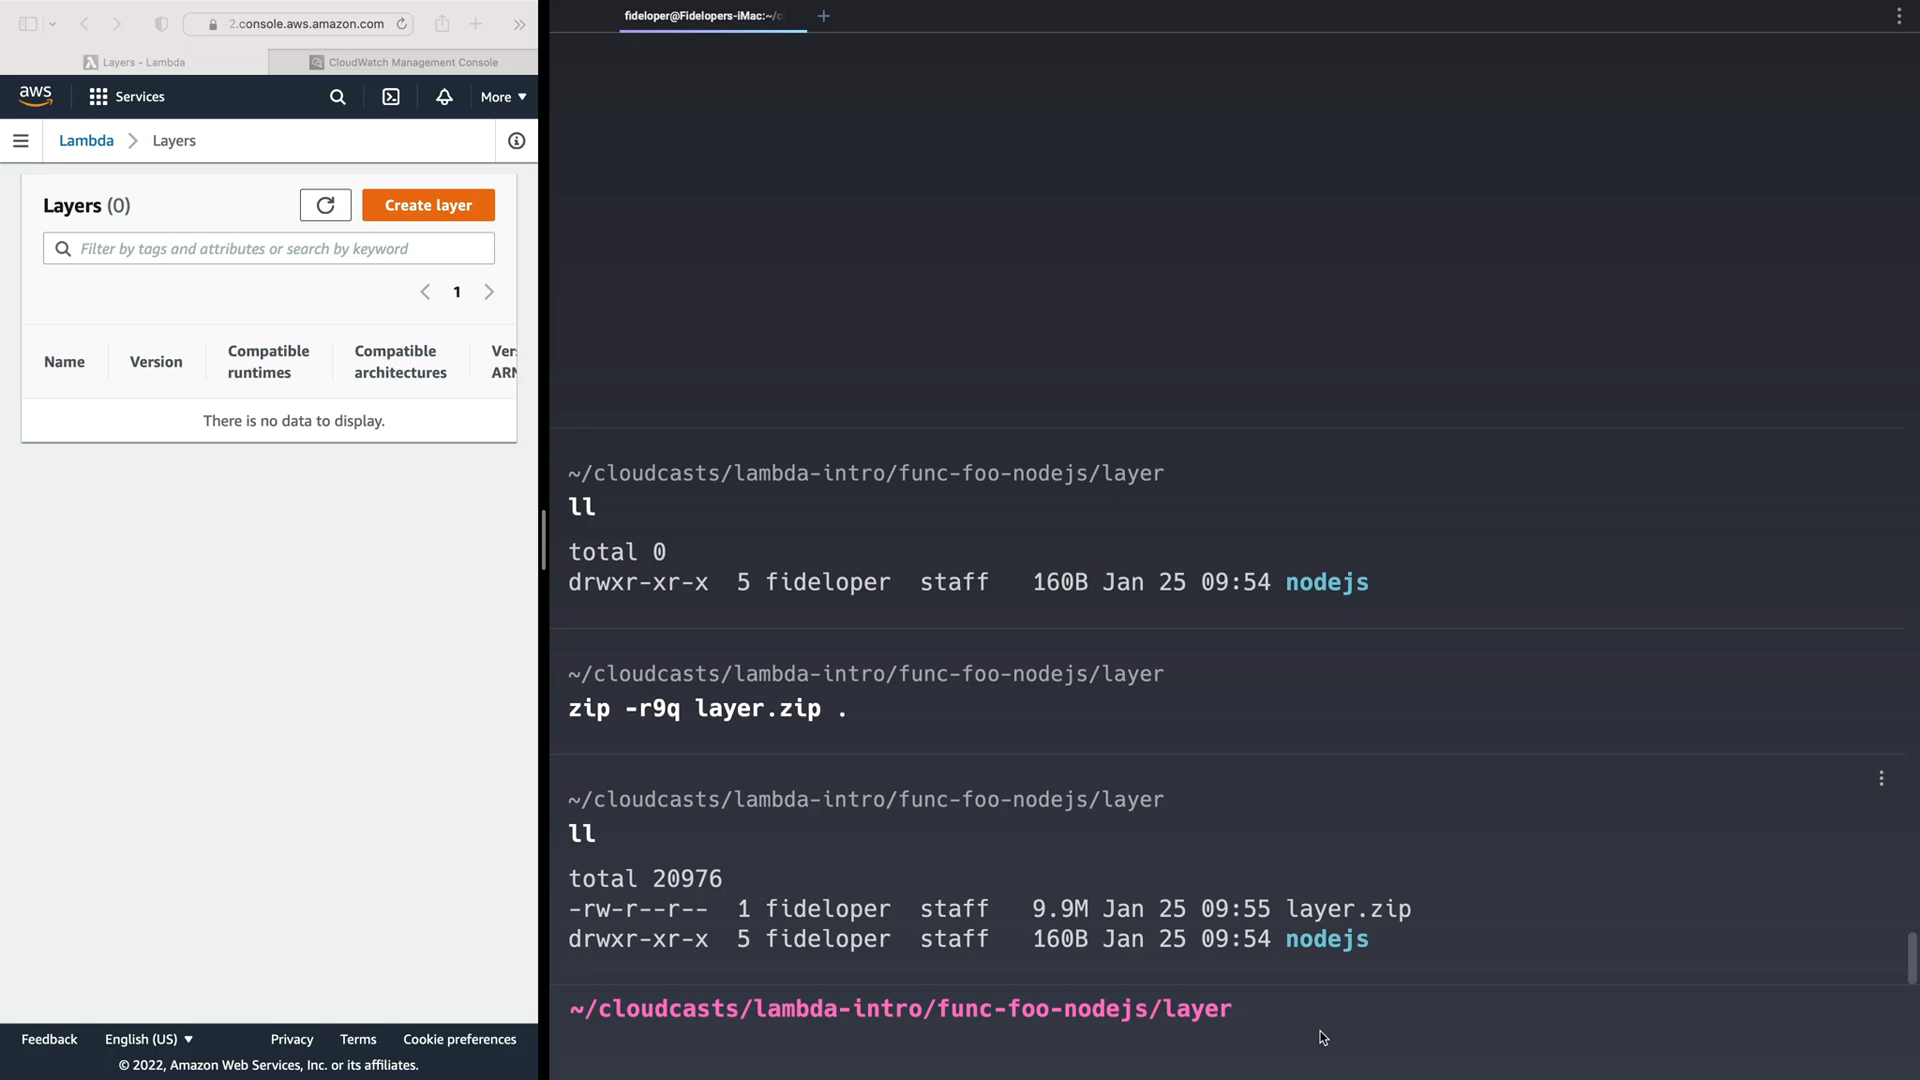 2.console.aws.amazon.com
Layers - Lambda
CloudWatch Management Console
aws
Services
More
Lambda
Layers
Layers (0)
Create layer
Filter by tags and attributes or search by keyword
1
Name
Version
Compatible runtimes
Compatible architectures
There is no data to display.
Feedback
English (US)
Privacy
Terms
Cookie preferences
© 2022, Amazon Web Services, Inc. or its affiliates.
fideloper@Fidelopers-iMac:~/c
~/cloudcasts/lambda-intro/func-foo-nodejs/layer
ll
total 0
drwxr-xr-x 5 fideloper staff 160B Jan 25 09:54 nodejs
~/cloudcasts/lambda-intro/func-foo-nodejs/layer
zip -r9q layer.zip .
~/cloudcasts/lambda-intro/func-foo-nodejs/layer
ll
total 20976
-rw-r--r-- 1 fideloper staff 9.9M Jan 25 09:55 layer.zip
drwxr-xr-x 5 fideloper staff 160B Jan 25 09:54 nodejs
~/cloudcasts/lambda-intro/func-foo-nodejs/layer